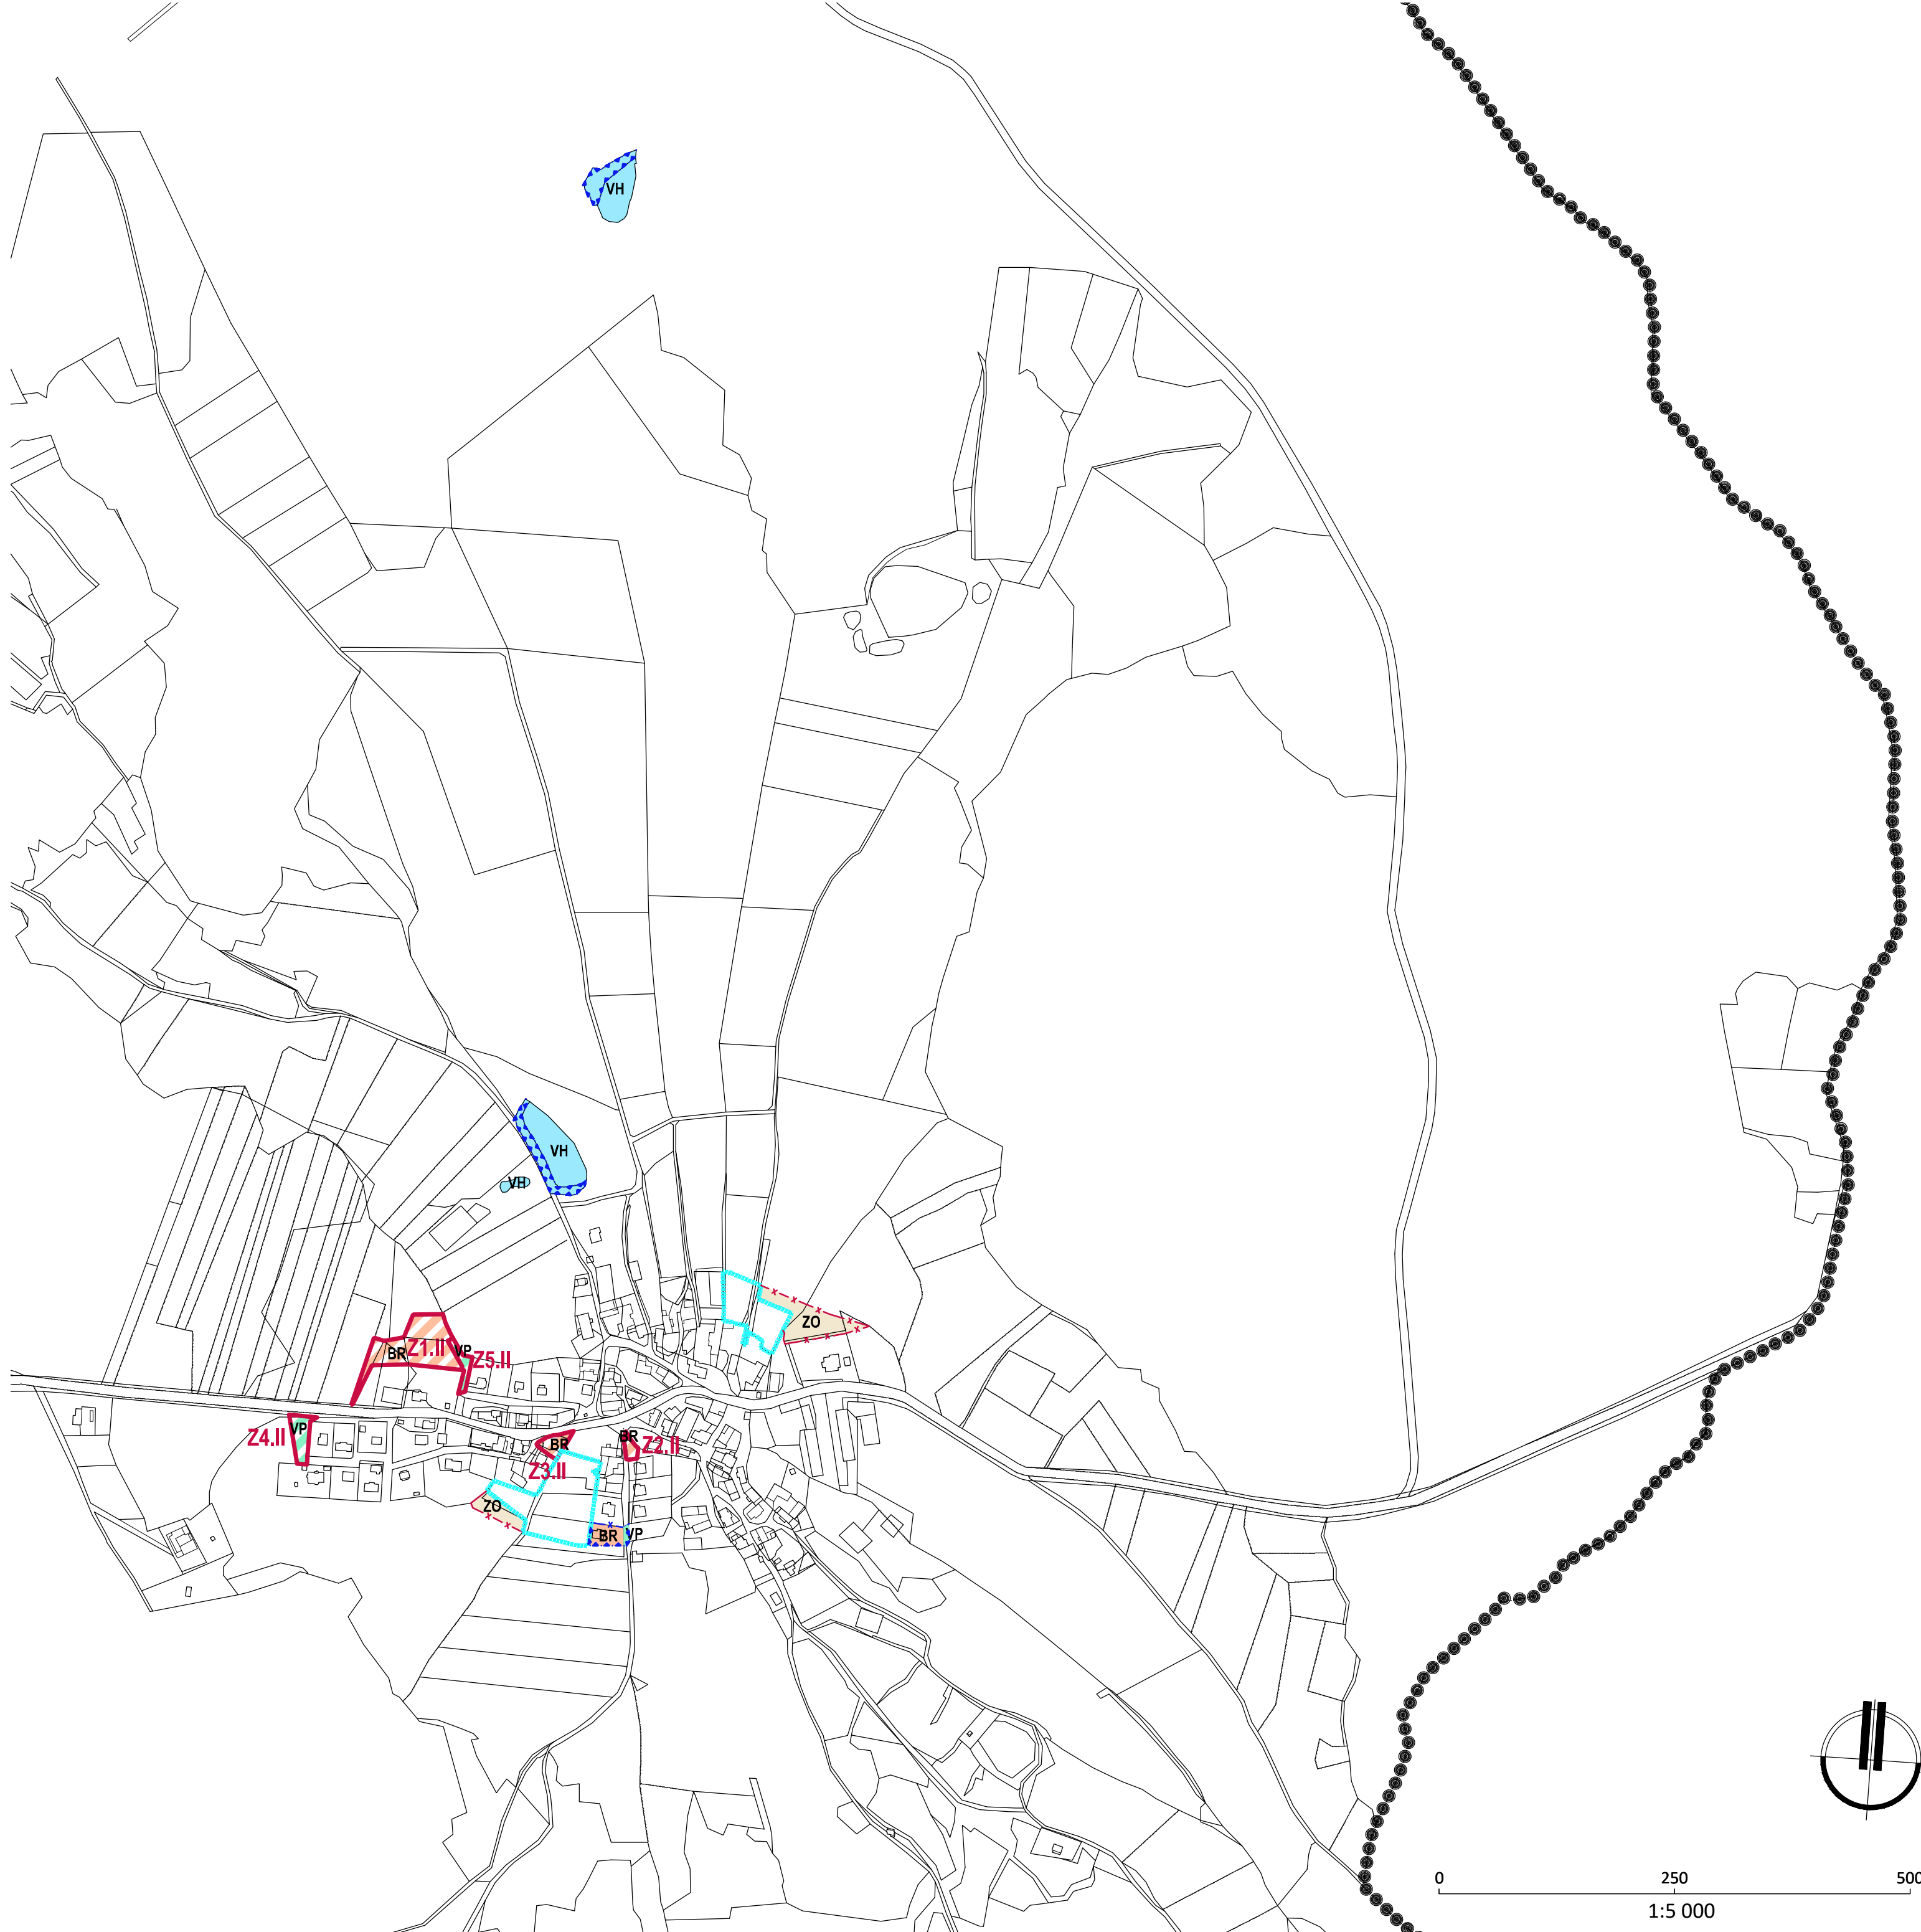 VH
VH
VH
ZO
BR
Z1.II
VP
Z5.II
Z4.II
VP
BR
Z3.II
BR
Z2.II
ZO
BR
VP
0
250
500
1:5 000